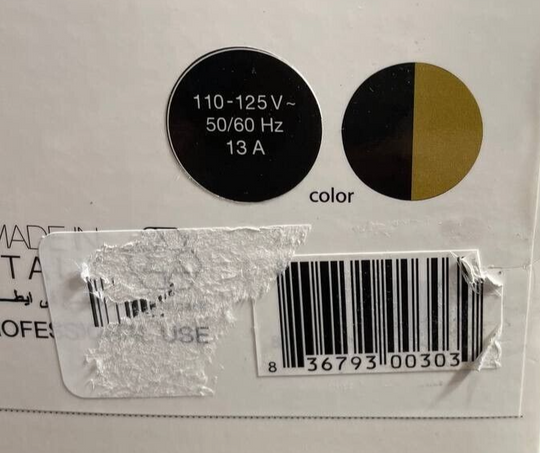 110-125 V ~
50/60 Hz
13 A
color
MADE IN
USE
8 36793 00303